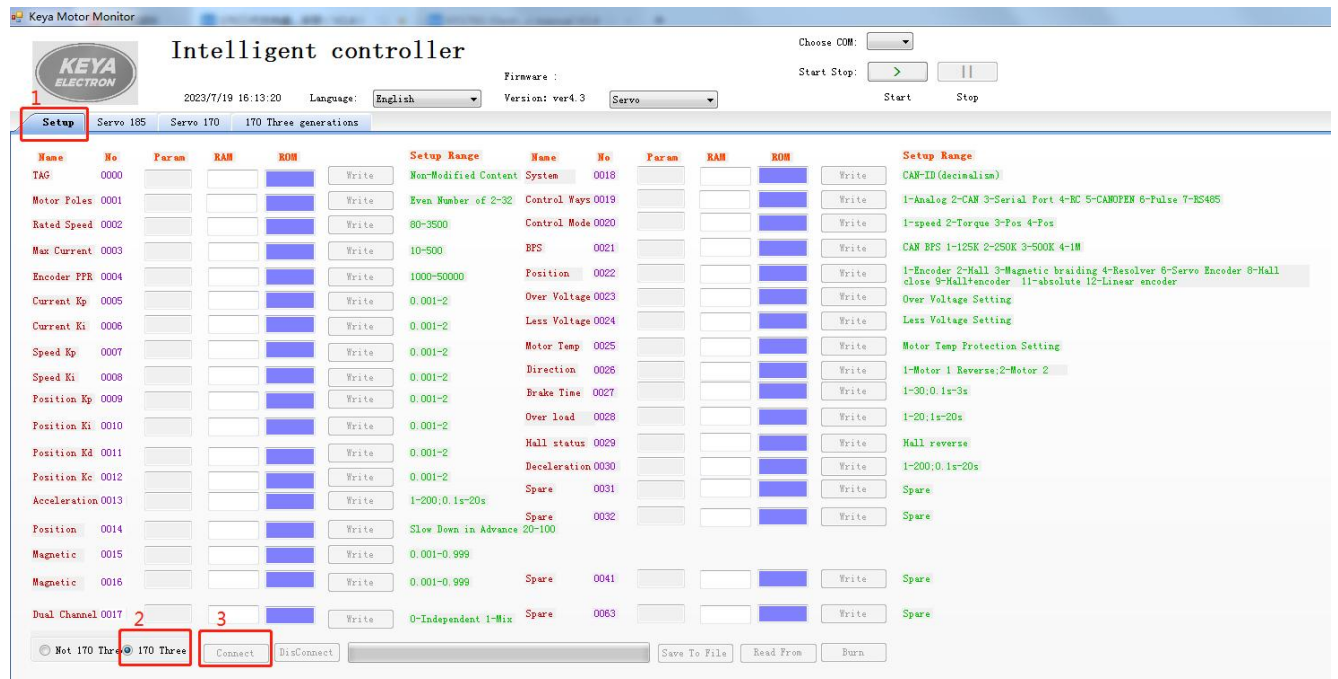 Keya Motor Monitor
KEYA
ELECTRON
Intelligent controller
Choose COM:
Firmware :
Start Stop:
2023/7/19 16:13:20 Language: English Version: ver4.3 Servo Start Stop
1
Setup Servo 185 Servo 170 170 Three generations
Name No Param RAM ROM Setup Range Name No Param RAM ROM Setup Range
TAG 0000 Write Non-Modified Content System 0018 Write CAN-ID(decimalism)
Motor Poles 0001 Write Even Number of 2-32 Control Ways 0019 Write 1-Analog 2-CAN 3-Serial Port 4-RC 5-CANOPEN 6-Pulse 7-RS485
Rated Speed 0002 Write 80-3500 Control Mode 0020 Write 1-speed 2-Torque 3-Pos 4-Pos
Max Current 0003 Write 10-500 BPS 0021 Write CAN BPS 1-125K 2-250K 3-500K 4-1M
Encoder PPR 0004 Write 1000-50000 Position 0022 Write 1-Encoder 2-Hall 3-Magnetic braiding 4-Resolver 6-Servo Encoder 8-Hall
close 9-Hall+encoder 11-absolute 12-Linear encoder
Current Kp 0005 Write 0.001-2 Over Voltage 0023 Write Over Voltage Setting
Current Ki 0006 Write 0.001-2 Less Voltage 0024 Write Less Voltage Setting
Speed Kp 0007 Write 0.001-2 Motor Temp 0025 Write Motor Temp Protection Setting
Speed Ki 0008 Write 0.001-2 Direction 0026 Write 1-Motor 1 Reverse;2-Motor 2
Position Kp 0009 Write 0.001-2 Brake Time 0027 Write 1-30;0.1s-3s
Position Ki 0010 Write 0.001-2 Over load 0028 Write 1-20;1s-20s
Position Kd 0011 Write 0.001-2 Hall status 0029 Write Hall reverse
Position Kc 0012 Write 0.001-2 Deceleration 0030 Write 1-200;0.1s-20s
Acceleration 0013 Write 1-200;0.1s-20s Spare 0031 Write Spare
Position 0014 Write Slow Down in Advance 20-100 Spare 0032 Write Spare
Magnetic 0015 Write 0.001-0.999
Magnetic 0016 Write 0.001-0.999 Spare 0041 Write Spare
Dual Channel 0017 Write 0-Independent 1-Mix Spare 0063 Write Spare
2 3
Not 170 Thre 170 Three Connect DisConnect Save To File Read From Burn